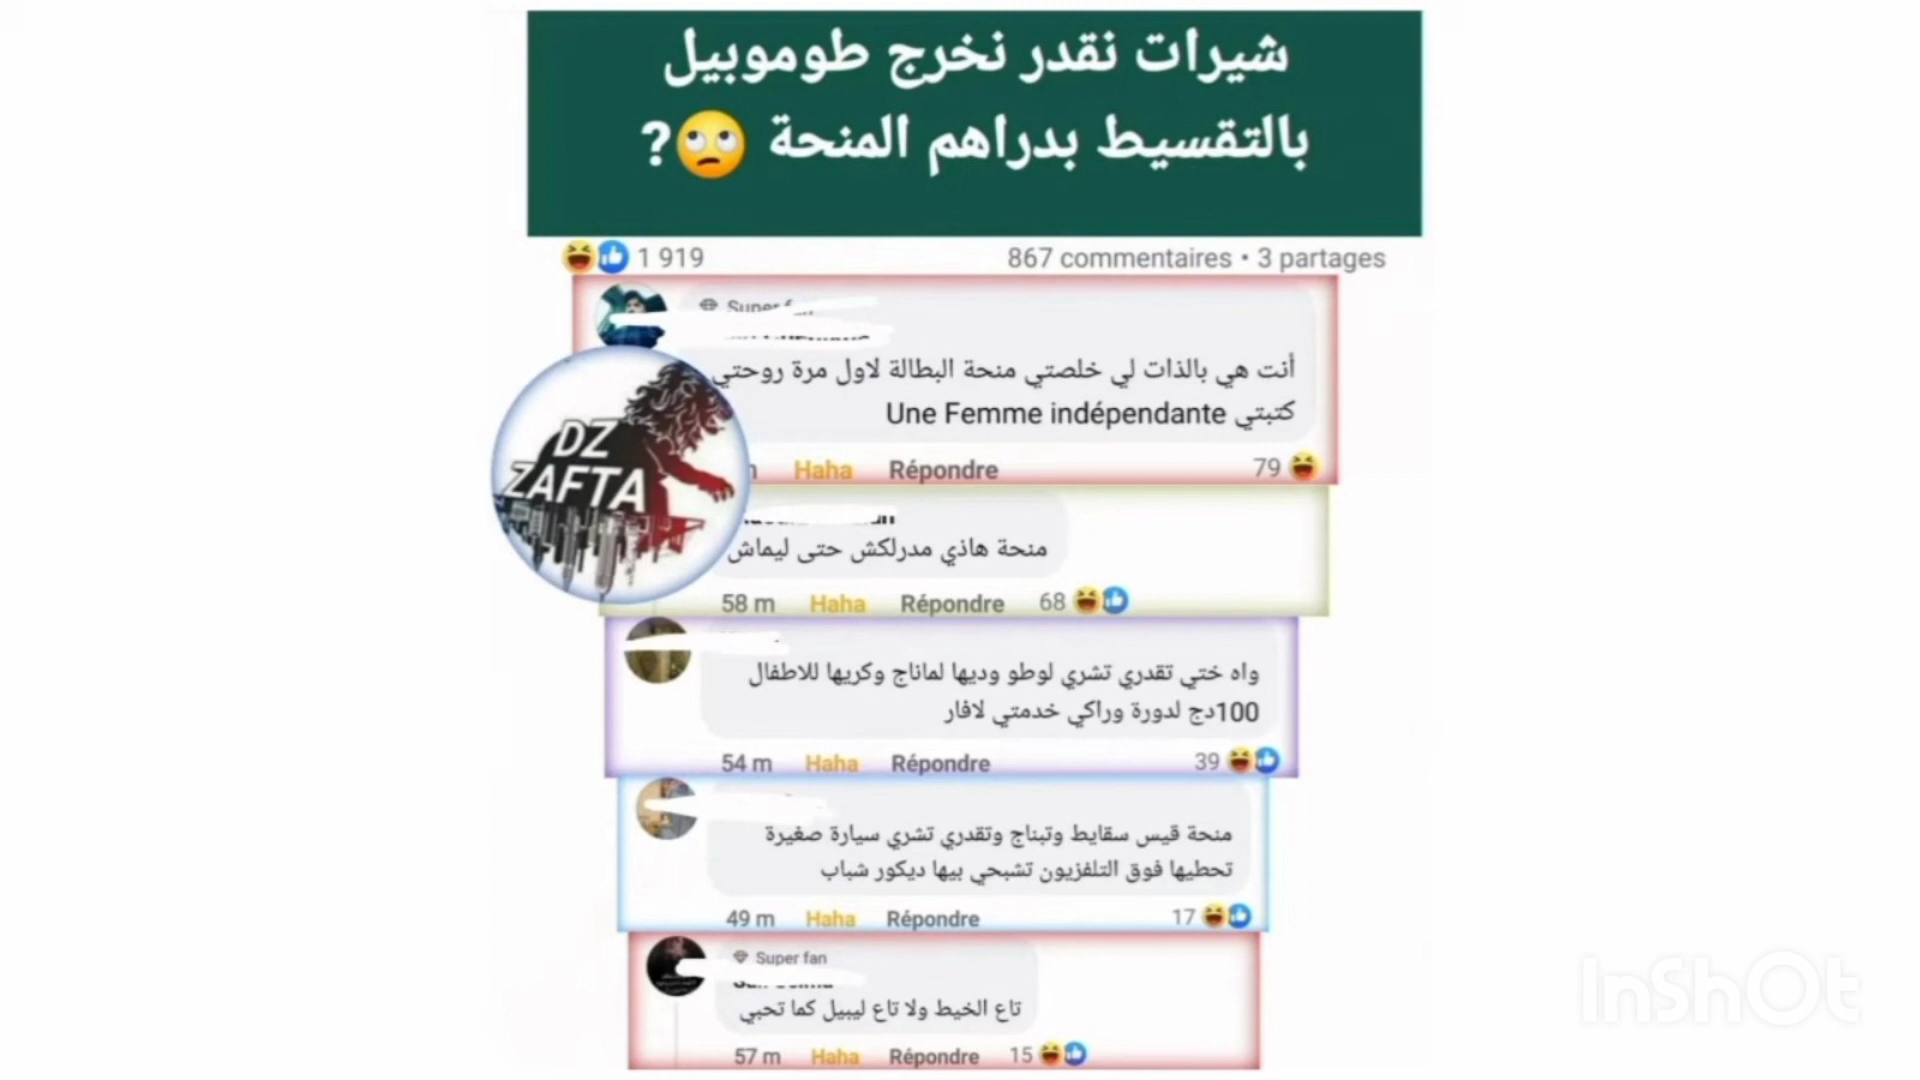 شيرات نقدر نخرج طوموبيل
بالتقسيط بدراهم المنحة 🙄?
1 919
867 commentaires • 3 partages
Super fan
أنت هي بالذات لي خلصتي منحة البطالة لاول مرة روحتي
كتبتي Une Femme indépendante
Haha Répondre 79
DZ
ZAFTA
منحة هاذي مدرلكش حتى ليماش
58 m Haha Répondre 68
واه ختي تقدري تشري لوطو وديها لماناج وكريها للاطفال
100دج لدورة وراكي خدمتي لافار
54 m Haha Répondre 39
منحة قيس سقايط وتبناج وتقدري تشري سيارة صغيرة
تحطيها فوق التلفزيون تشبحي بيها ديكور شباب
49 m Haha Répondre 17
Super fan
تاع الخيط ولا تاع ليبيل كما تحبي
57 m Haha Répondre 15
InShOt